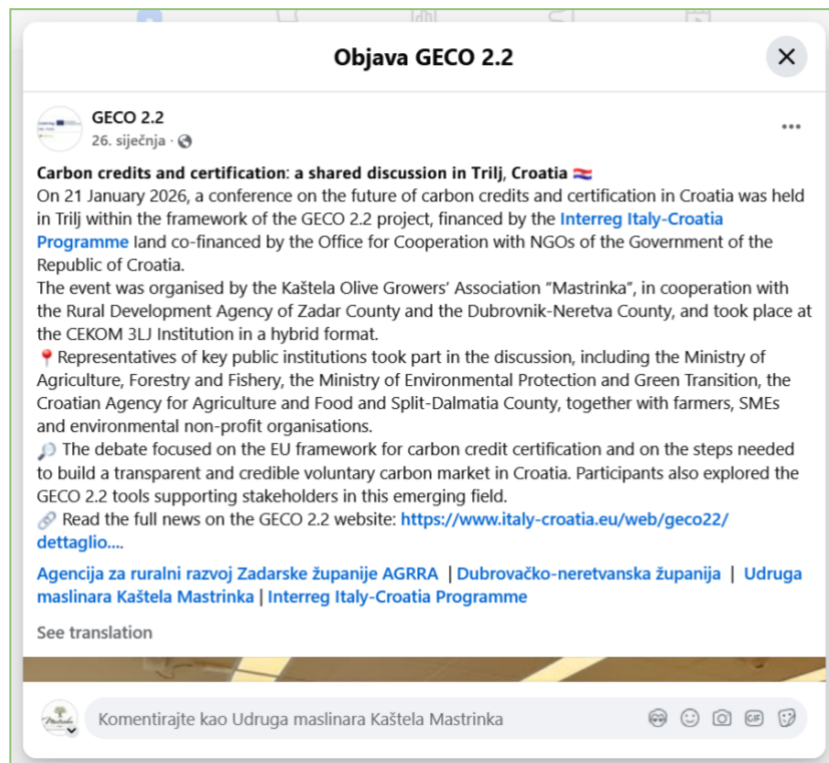 Objava GECO 2.2
GECO 2.2
26. siječnja ·
Carbon credits and certification: a shared discussion in Trilj, Croatia 🇭🇷
On 21 January 2026, a conference on the future of carbon credits and certification in Croatia was held
in Trilj within the framework of the GECO 2.2 project, financed by the Interreg Italy-Croatia
Programme land co-financed by the Office for Cooperation with NGOs of the Government of the
Republic of Croatia.
The event was organised by the Kaštela Olive Growers' Association "Mastrinka", in cooperation with
the Rural Development Agency of Zadar County and the Dubrovnik-Neretva County, and took place at
the CEKOM 3LJ Institution in a hybrid format.
📍Representatives of key public institutions took part in the discussion, including the Ministry of
Agriculture, Forestry and Fishery, the Ministry of Environmental Protection and Green Transition, the
Croatian Agency for Agriculture and Food and Split-Dalmatia County, together with farmers, SMEs
and environmental non-profit organisations.
🔎 The debate focused on the EU framework for carbon credit certification and on the steps needed
to build a transparent and credible voluntary carbon market in Croatia. Participants also explored the
GECO 2.2 tools supporting stakeholders in this emerging field.
🔗 Read the full news on the GECO 2.2 website: https://www.italy-croatia.eu/web/geco22/
dettaglio....
Agencija za ruralni razvoj Zadarske županije AGRRA | Dubrovačko-neretvanska županija | Udruga
maslinara Kaštela Mastrinka | Interreg Italy-Croatia Programme
See translation
Komentirajte kao Udruga maslinara Kaštela Mastrinka
GIF